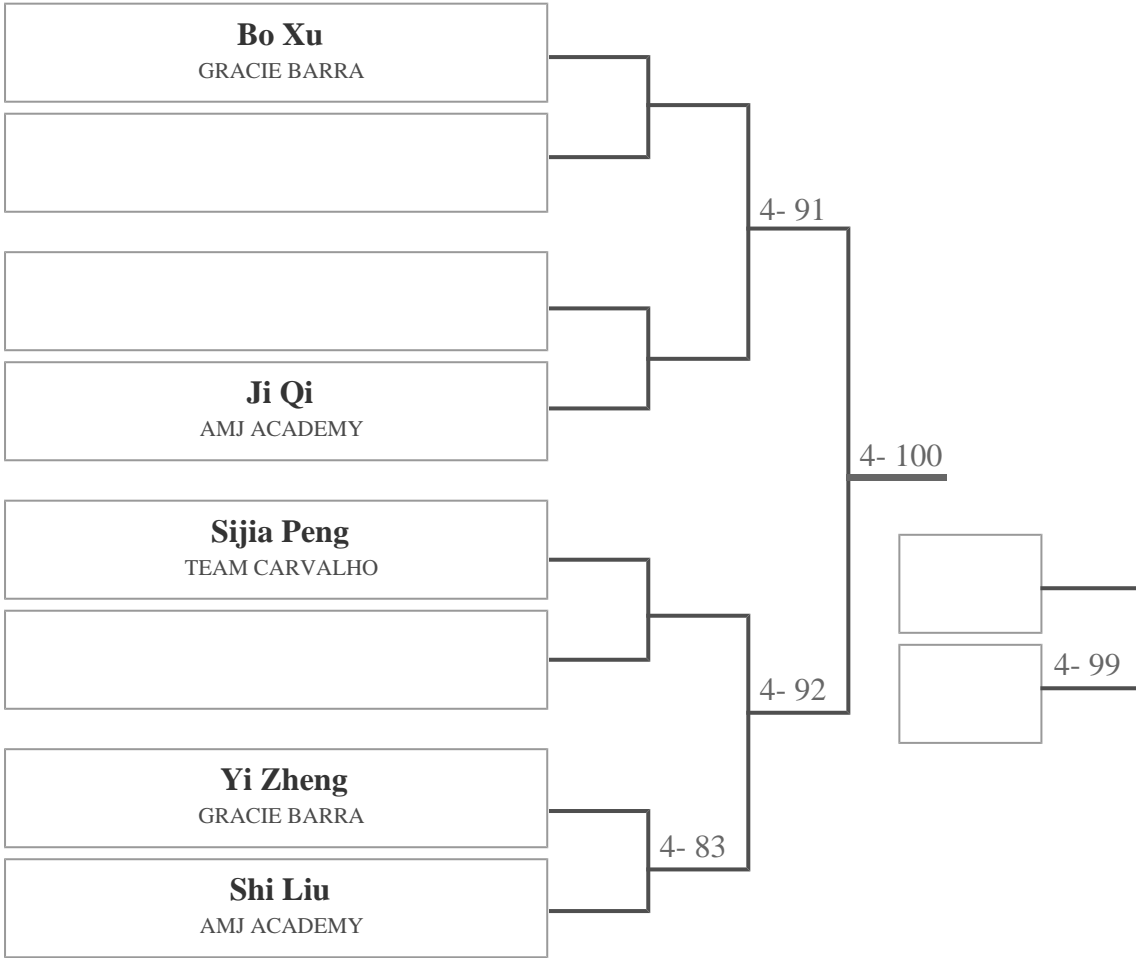 Bo Xu
GRACIE BARRA
4- 91
Ji Qi
AMJ ACADEMY
4- 100
Sijia Peng
TEAM CARVALHO
4- 99
4- 92
Yi Zheng
GRACIE BARRA
4- 83
Shi Liu
AMJ ACADEMY